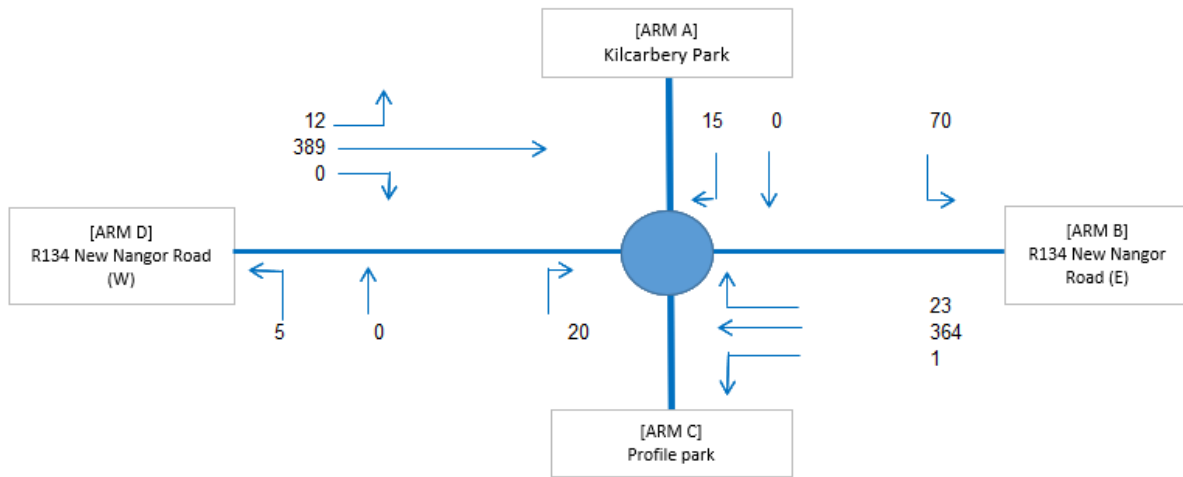 [ARM A]
Kilcarbery Park
12
389
0
15 0 70
[ARM D]
R134 New Nangor Road
(W)
[ARM B]
R134 New Nangor
Road (E)
5 0 20
23
364
1
[ARM C]
Profile park